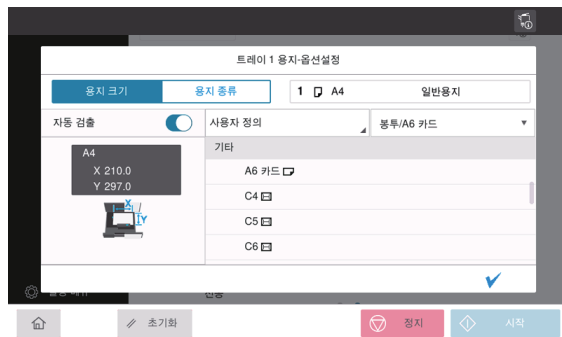 트레이 1 용지-옵션설정
용지 크기
용지 종류
1 A4 일반용지
자동 검출
사용자 정의
봉투/A6 카드
A4
X 210.0
Y 297.0
X
Y
기타
A6 카드
C4
C5
C6
초기화
정지
시작